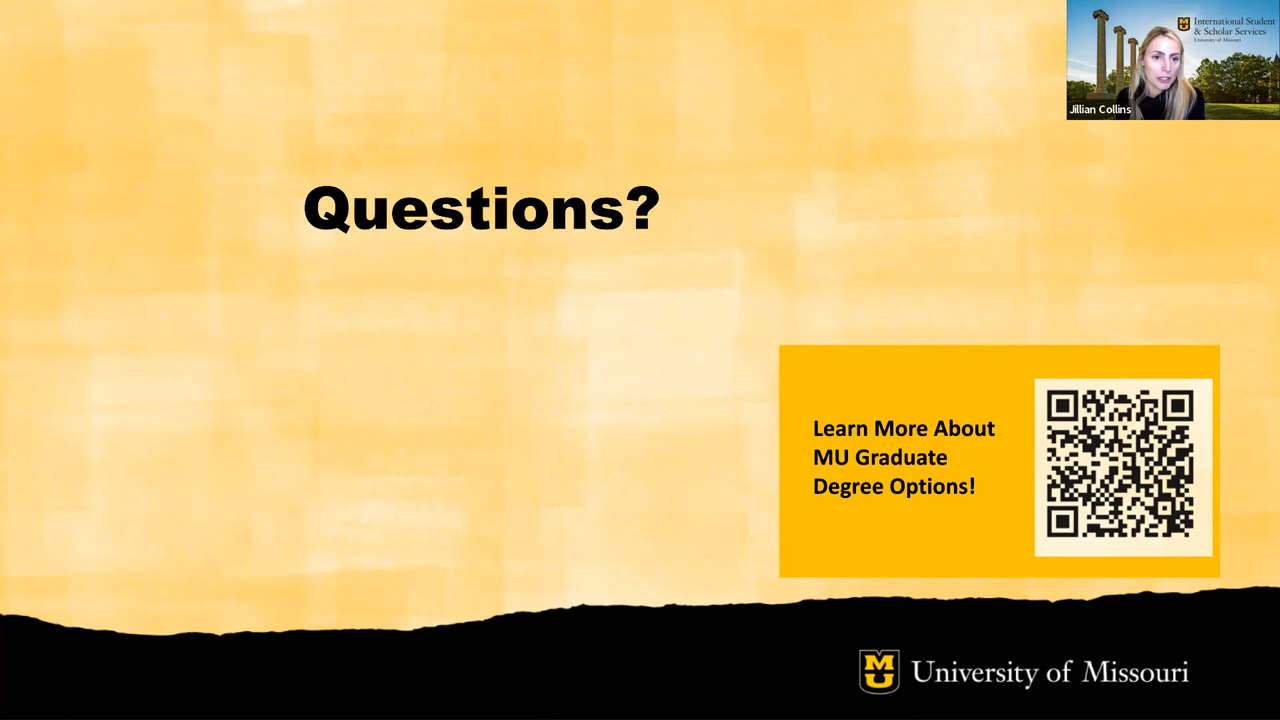 International Student
& Scholar Services
University of Missouri
Jillian Collins
Questions?
Learn More About
MU Graduate
Degree Options!
MU
University of Missouri